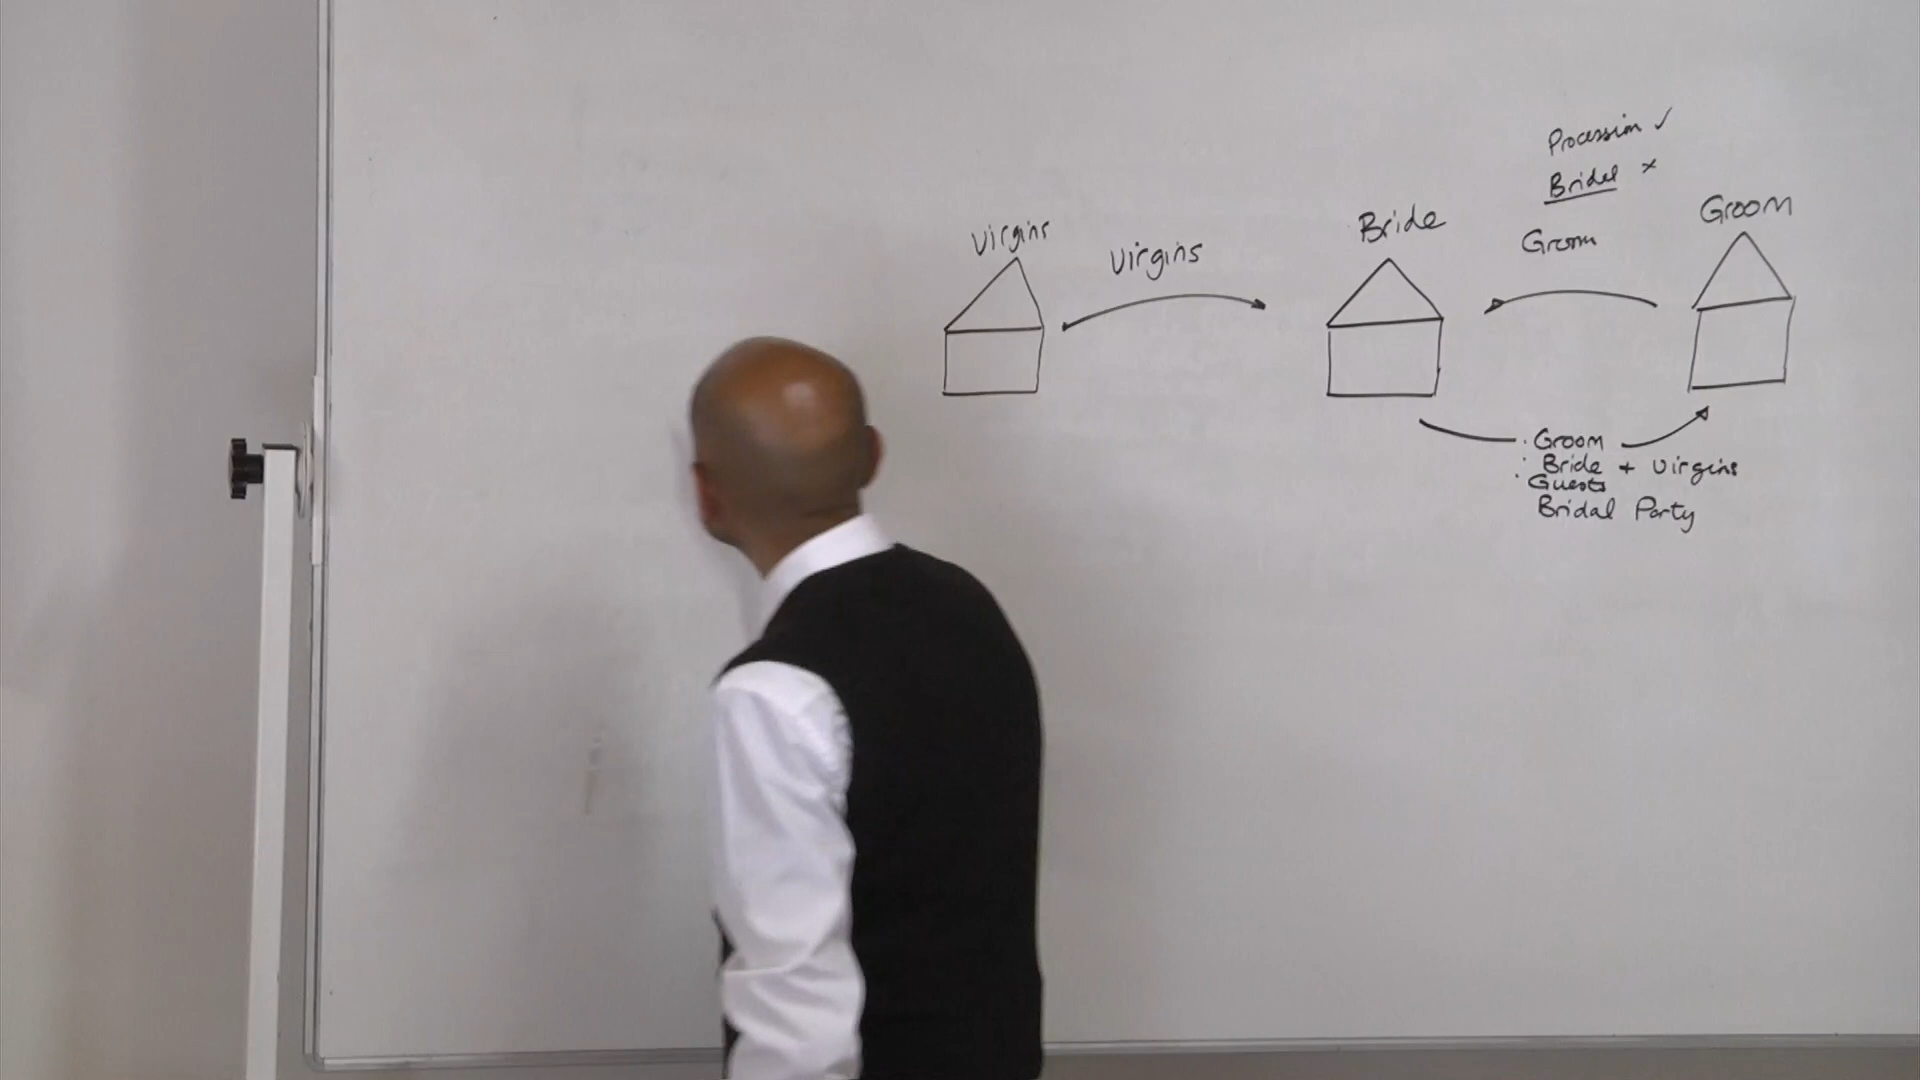 Procession ✓
Bridal ×
Virgins
Virgins
Bride
Groom
Groom
· Groom
· Bride + Virgins
· Guests
Bridal Party